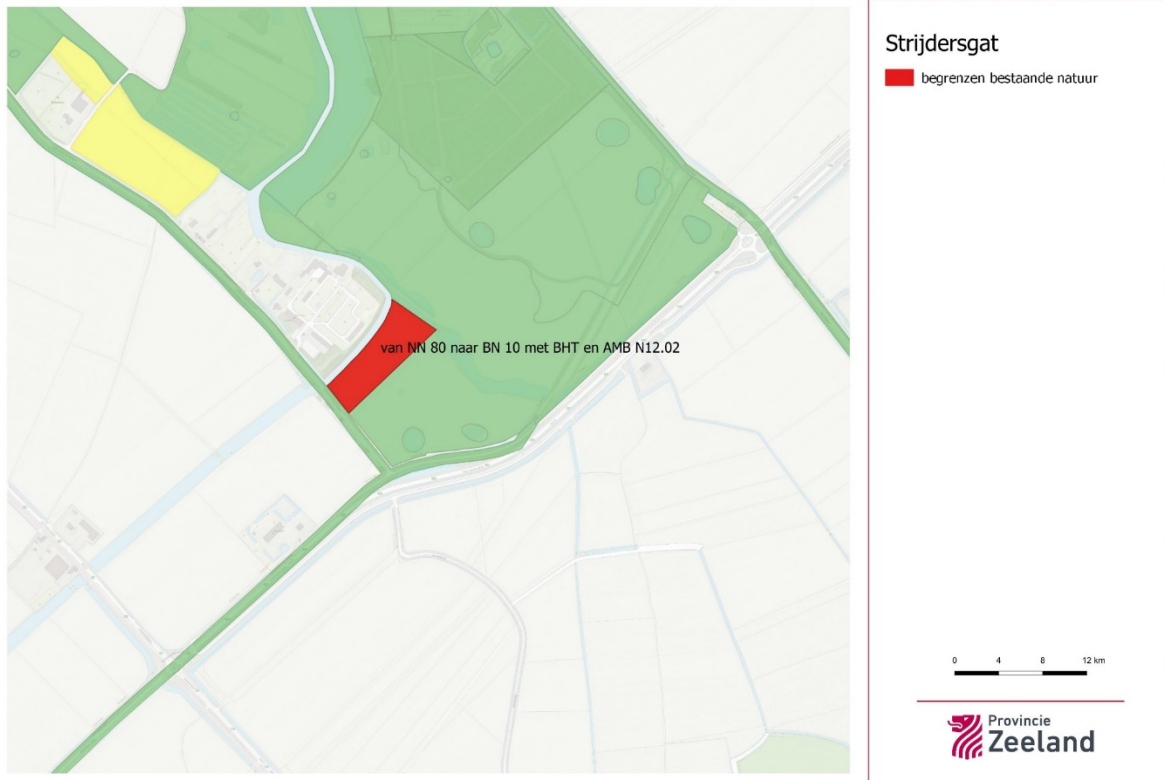 Strijdersgat
begrenzen bestaande natuur
van NN 80 naar BN 10 met BHT en AMB N12.02
0 4 8 12 km
Provincie
Zeeland